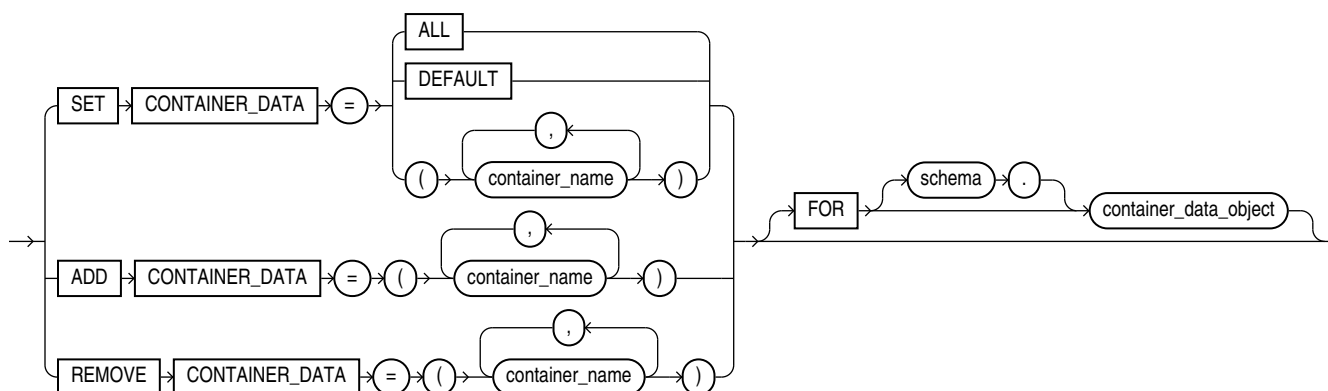 ALL
DEFAULT
SET CONTAINER_DATA =
,
( container_name )
FOR schema . container_data_object
,
ADD CONTAINER_DATA = ( container_name )
,
REMOVE CONTAINER_DATA = ( container_name )